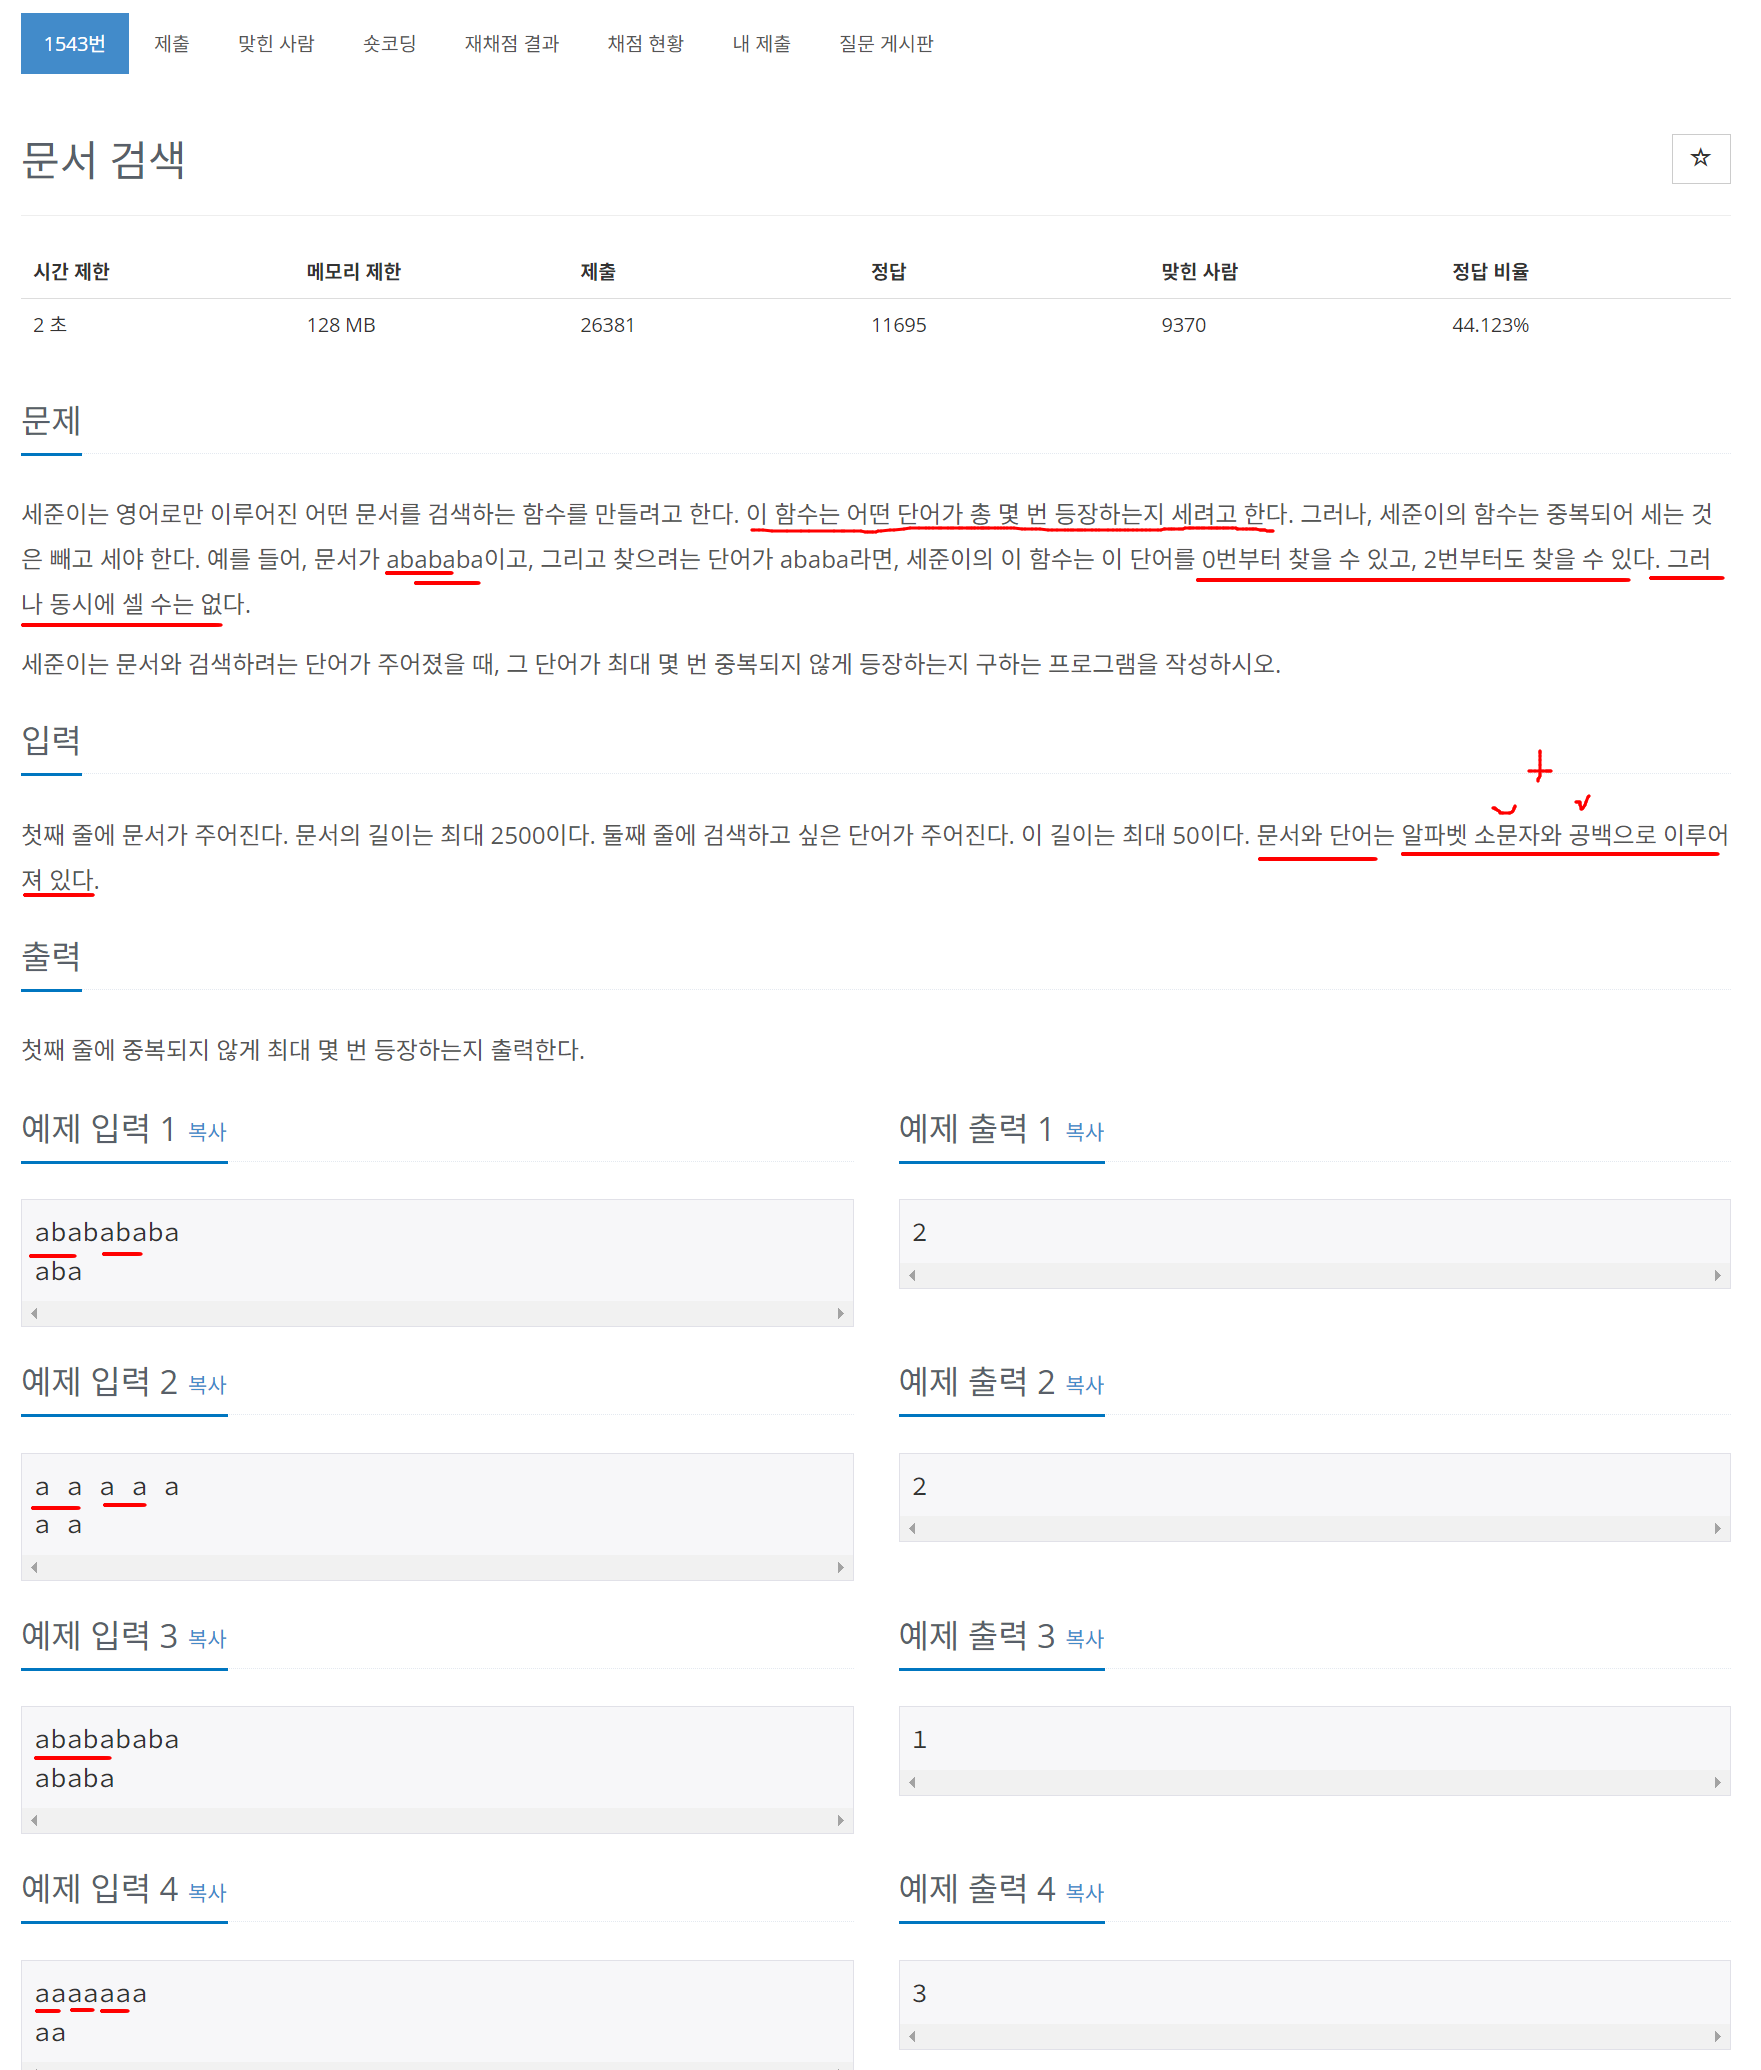 1543번 제출 맞힌 사람 숏코딩 재채점 결과 채점 현황 내 제출 질문 게시판
문서 검색 ☆
시간 제한 메모리 제한 제출 정답 맞힌 사람 정답 비율
2 초 128 MB 26381 11695 9370 44.123%
문제
세준이는 영어로만 이루어진 어떤 문서를 검색하는 함수를 만들려고 한다. 이 함수는 어떤 단어가 총 몇 번 등장하는지 세려고 한다. 그러나, 세준이의 함수는 중복되어 세는 것
은 빼고 세야 한다. 예를 들어, 문서가 abababa이고, 그리고 찾으려는 단어가 ababa라면, 세준이의 이 함수는 이 단어를 0번부터 찾을 수 있고, 2번부터도 찾을 수 있다. 그러
나 동시에 셀 수는 없다.
세준이는 문서와 검색하려는 단어가 주어졌을 때, 그 단어가 최대 몇 번 중복되지 않게 등장하는지 구하는 프로그램을 작성하시오.
입력
+
첫째 줄에 문서가 주어진다. 문서의 길이는 최대 2500이다. 둘째 줄에 검색하고 싶은 단어가 주어진다. 이 길이는 최대 50이다. 문서와 단어는 알파벳 소문자와 공백으로 이루어
져 있다.
출력
첫째 줄에 중복되지 않게 최대 몇 번 등장하는지 출력한다.
예제 입력 1 복사
ababababa
aba
예제 출력 1 복사
2
예제 입력 2 복사
a a a a a
a a
예제 출력 2 복사
2
예제 입력 3 복사
ababababa
ababa
예제 출력 3 복사
1
예제 입력 4 복사
aaaaaaa
aa
예제 출력 4 복사
3